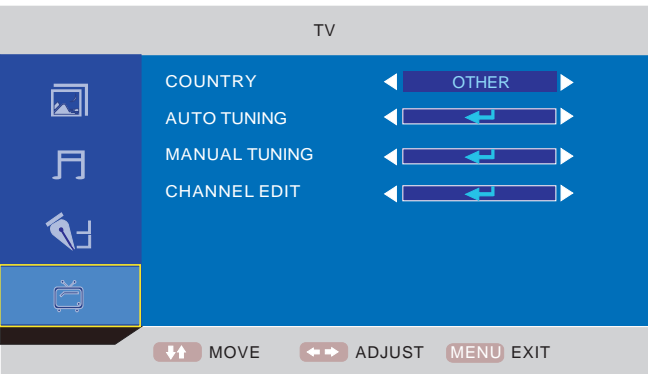 TV
COUNTRY OTHER
AUTO TUNING
MANUAL TUNING
CHANNEL EDIT
MOVE ADJUST MENU EXIT